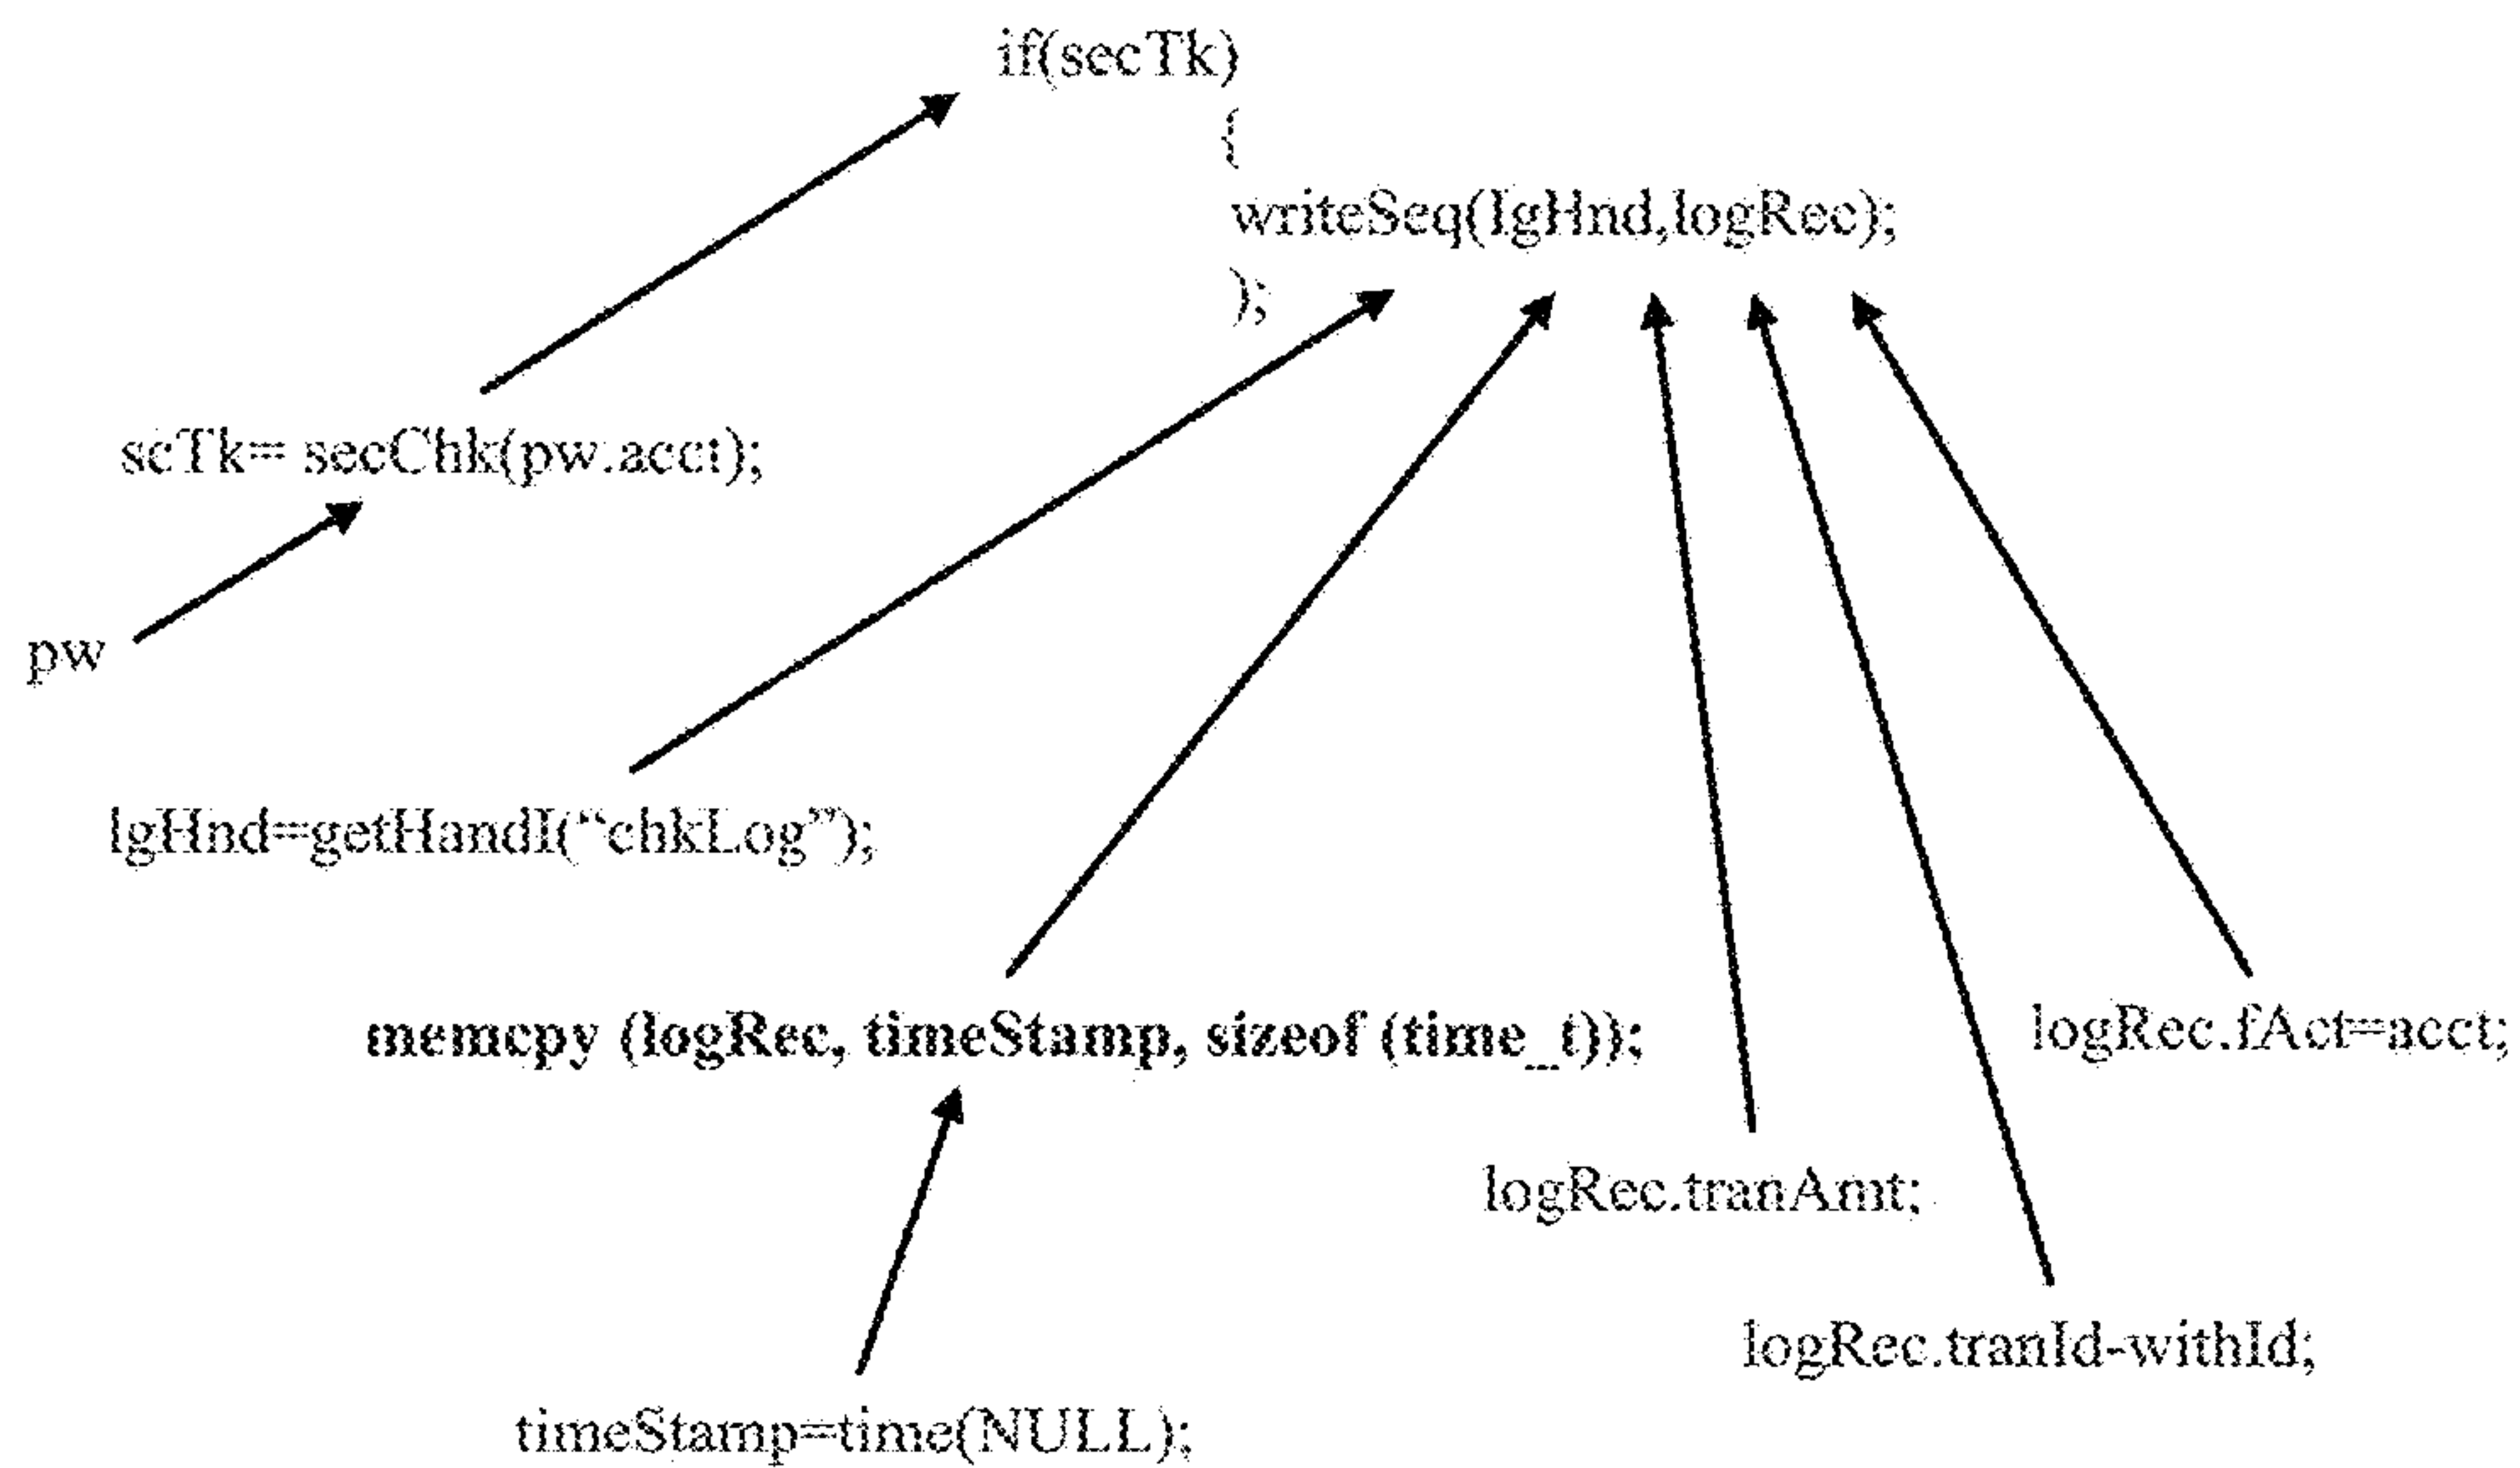 if(secTk)
{
writeSeq(lgHnd,logRec);
);
scTk= secChk(pw.acct);
pw
lgHnd=getHandI(“chkLog”);
memcpy (logRec, timeStamp, sizeof (time_t));
logRec.fAct=acct;
logRec.tranAmt;
logRec.tranId-withId;
timeStamp=time(NULL);